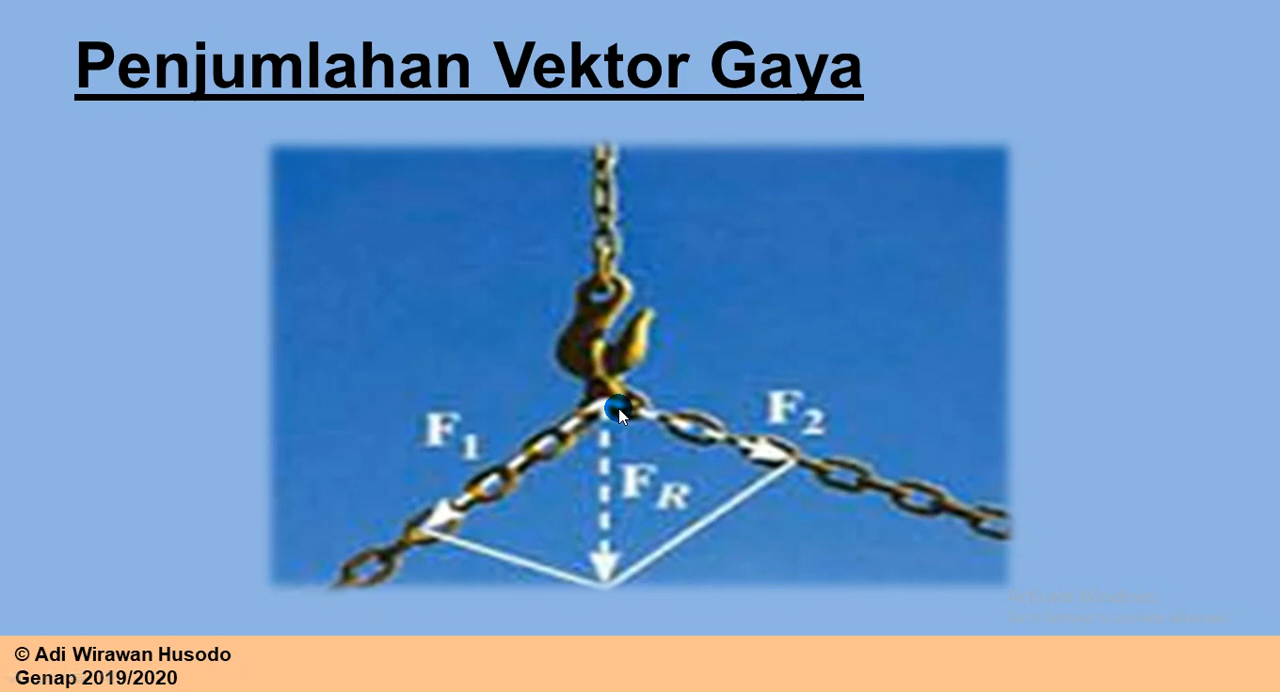 Penjumlahan Vektor Gaya
F1
F2
FR
© Adi Wirawan Husodo
Genap 2019/2020